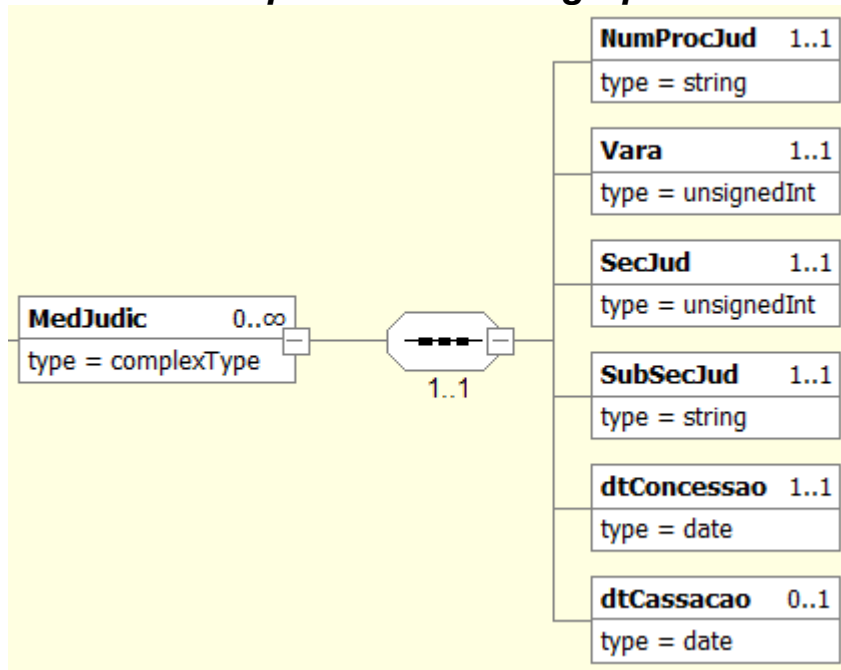 NumProcJud 1..1
type = string
Vara 1..1
type = unsignedInt
SecJud 1..1
type = unsignedInt
MedJudic 0..∞
type = complexType
1..1
SubSecJud 1..1
type = string
dtConcessao 1..1
type = date
dtCassacao 0..1
type = date